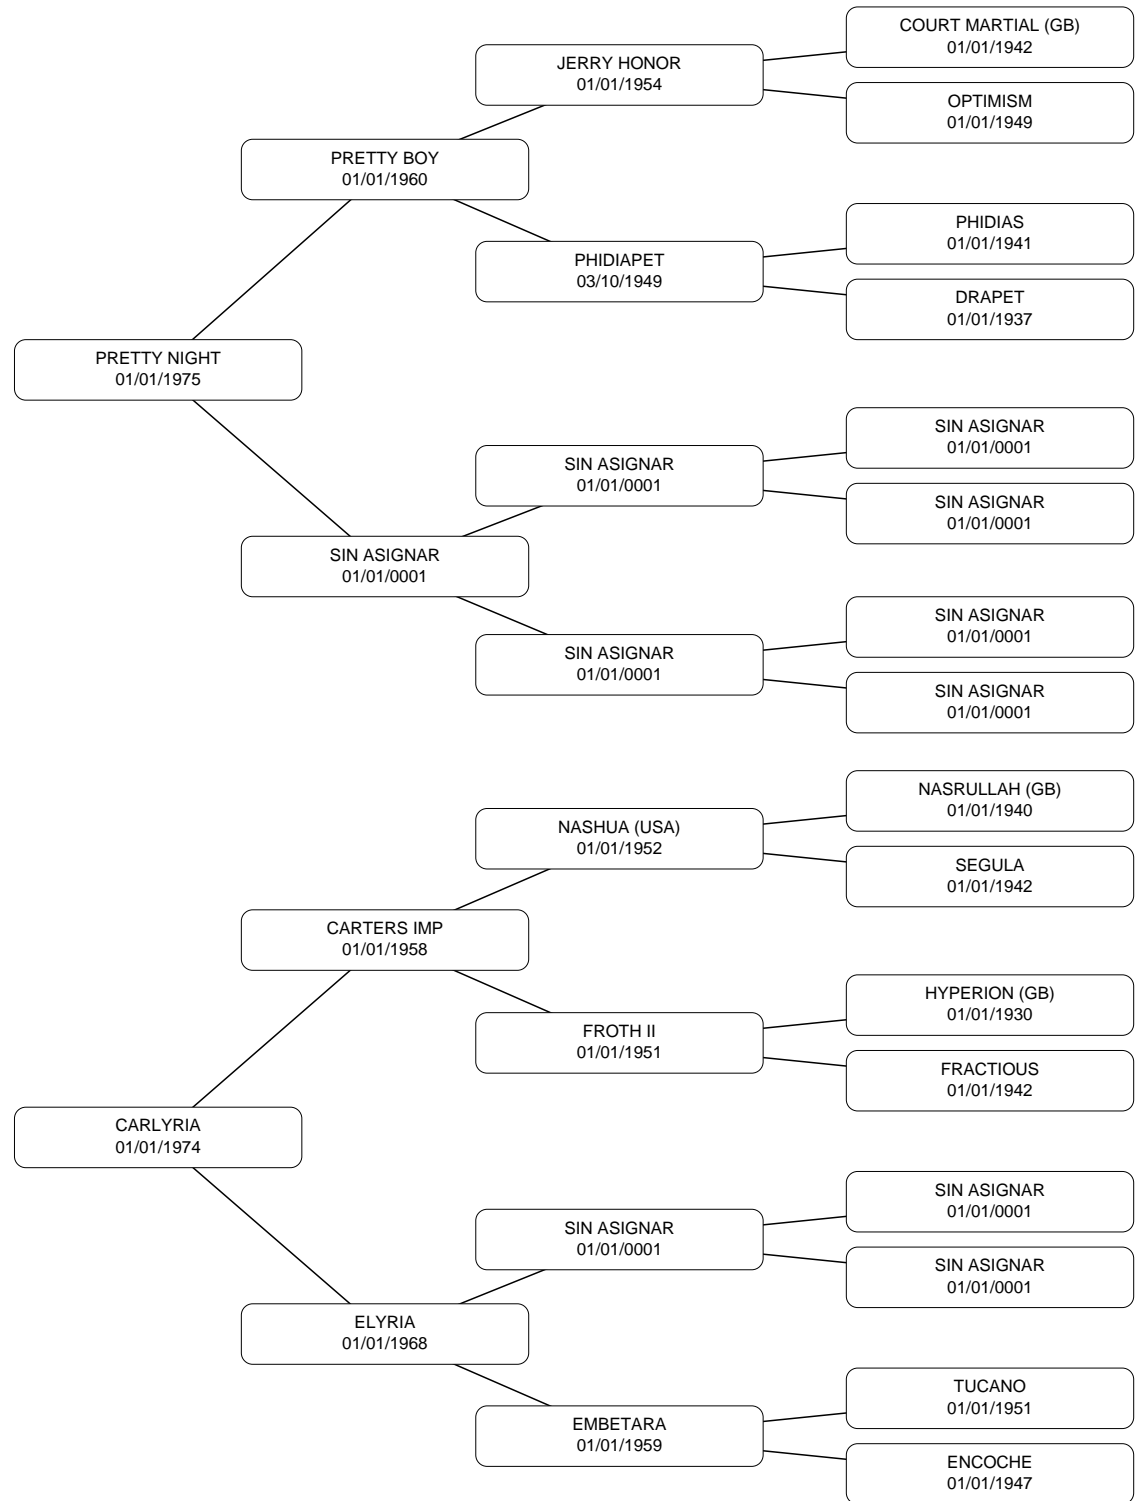 COURT MARTIAL (GB)
01/01/1942
JERRY HONOR
01/01/1954
OPTIMISM
01/01/1949
PRETTY BOY
01/01/1960
PHIDIAS
01/01/1941
PHIDIAPET
03/10/1949
DRAPET
01/01/1937
PRETTY NIGHT
01/01/1975
SIN ASIGNAR
01/01/0001
SIN ASIGNAR
01/01/0001
SIN ASIGNAR
01/01/0001
SIN ASIGNAR
01/01/0001
SIN ASIGNAR
01/01/0001
SIN ASIGNAR
01/01/0001
SIN ASIGNAR
01/01/0001
NASRULLAH (GB)
01/01/1940
NASHUA (USA)
01/01/1952
SEGULA
01/01/1942
CARTERS IMP
01/01/1958
HYPERION (GB)
01/01/1930
FROTH II
01/01/1951
FRACTIOUS
01/01/1942
CARLYRIA
01/01/1974
SIN ASIGNAR
01/01/0001
SIN ASIGNAR
01/01/0001
SIN ASIGNAR
01/01/0001
ELYRIA
01/01/1968
TUCANO
01/01/1951
EMBETARA
01/01/1959
ENCOCHE
01/01/1947